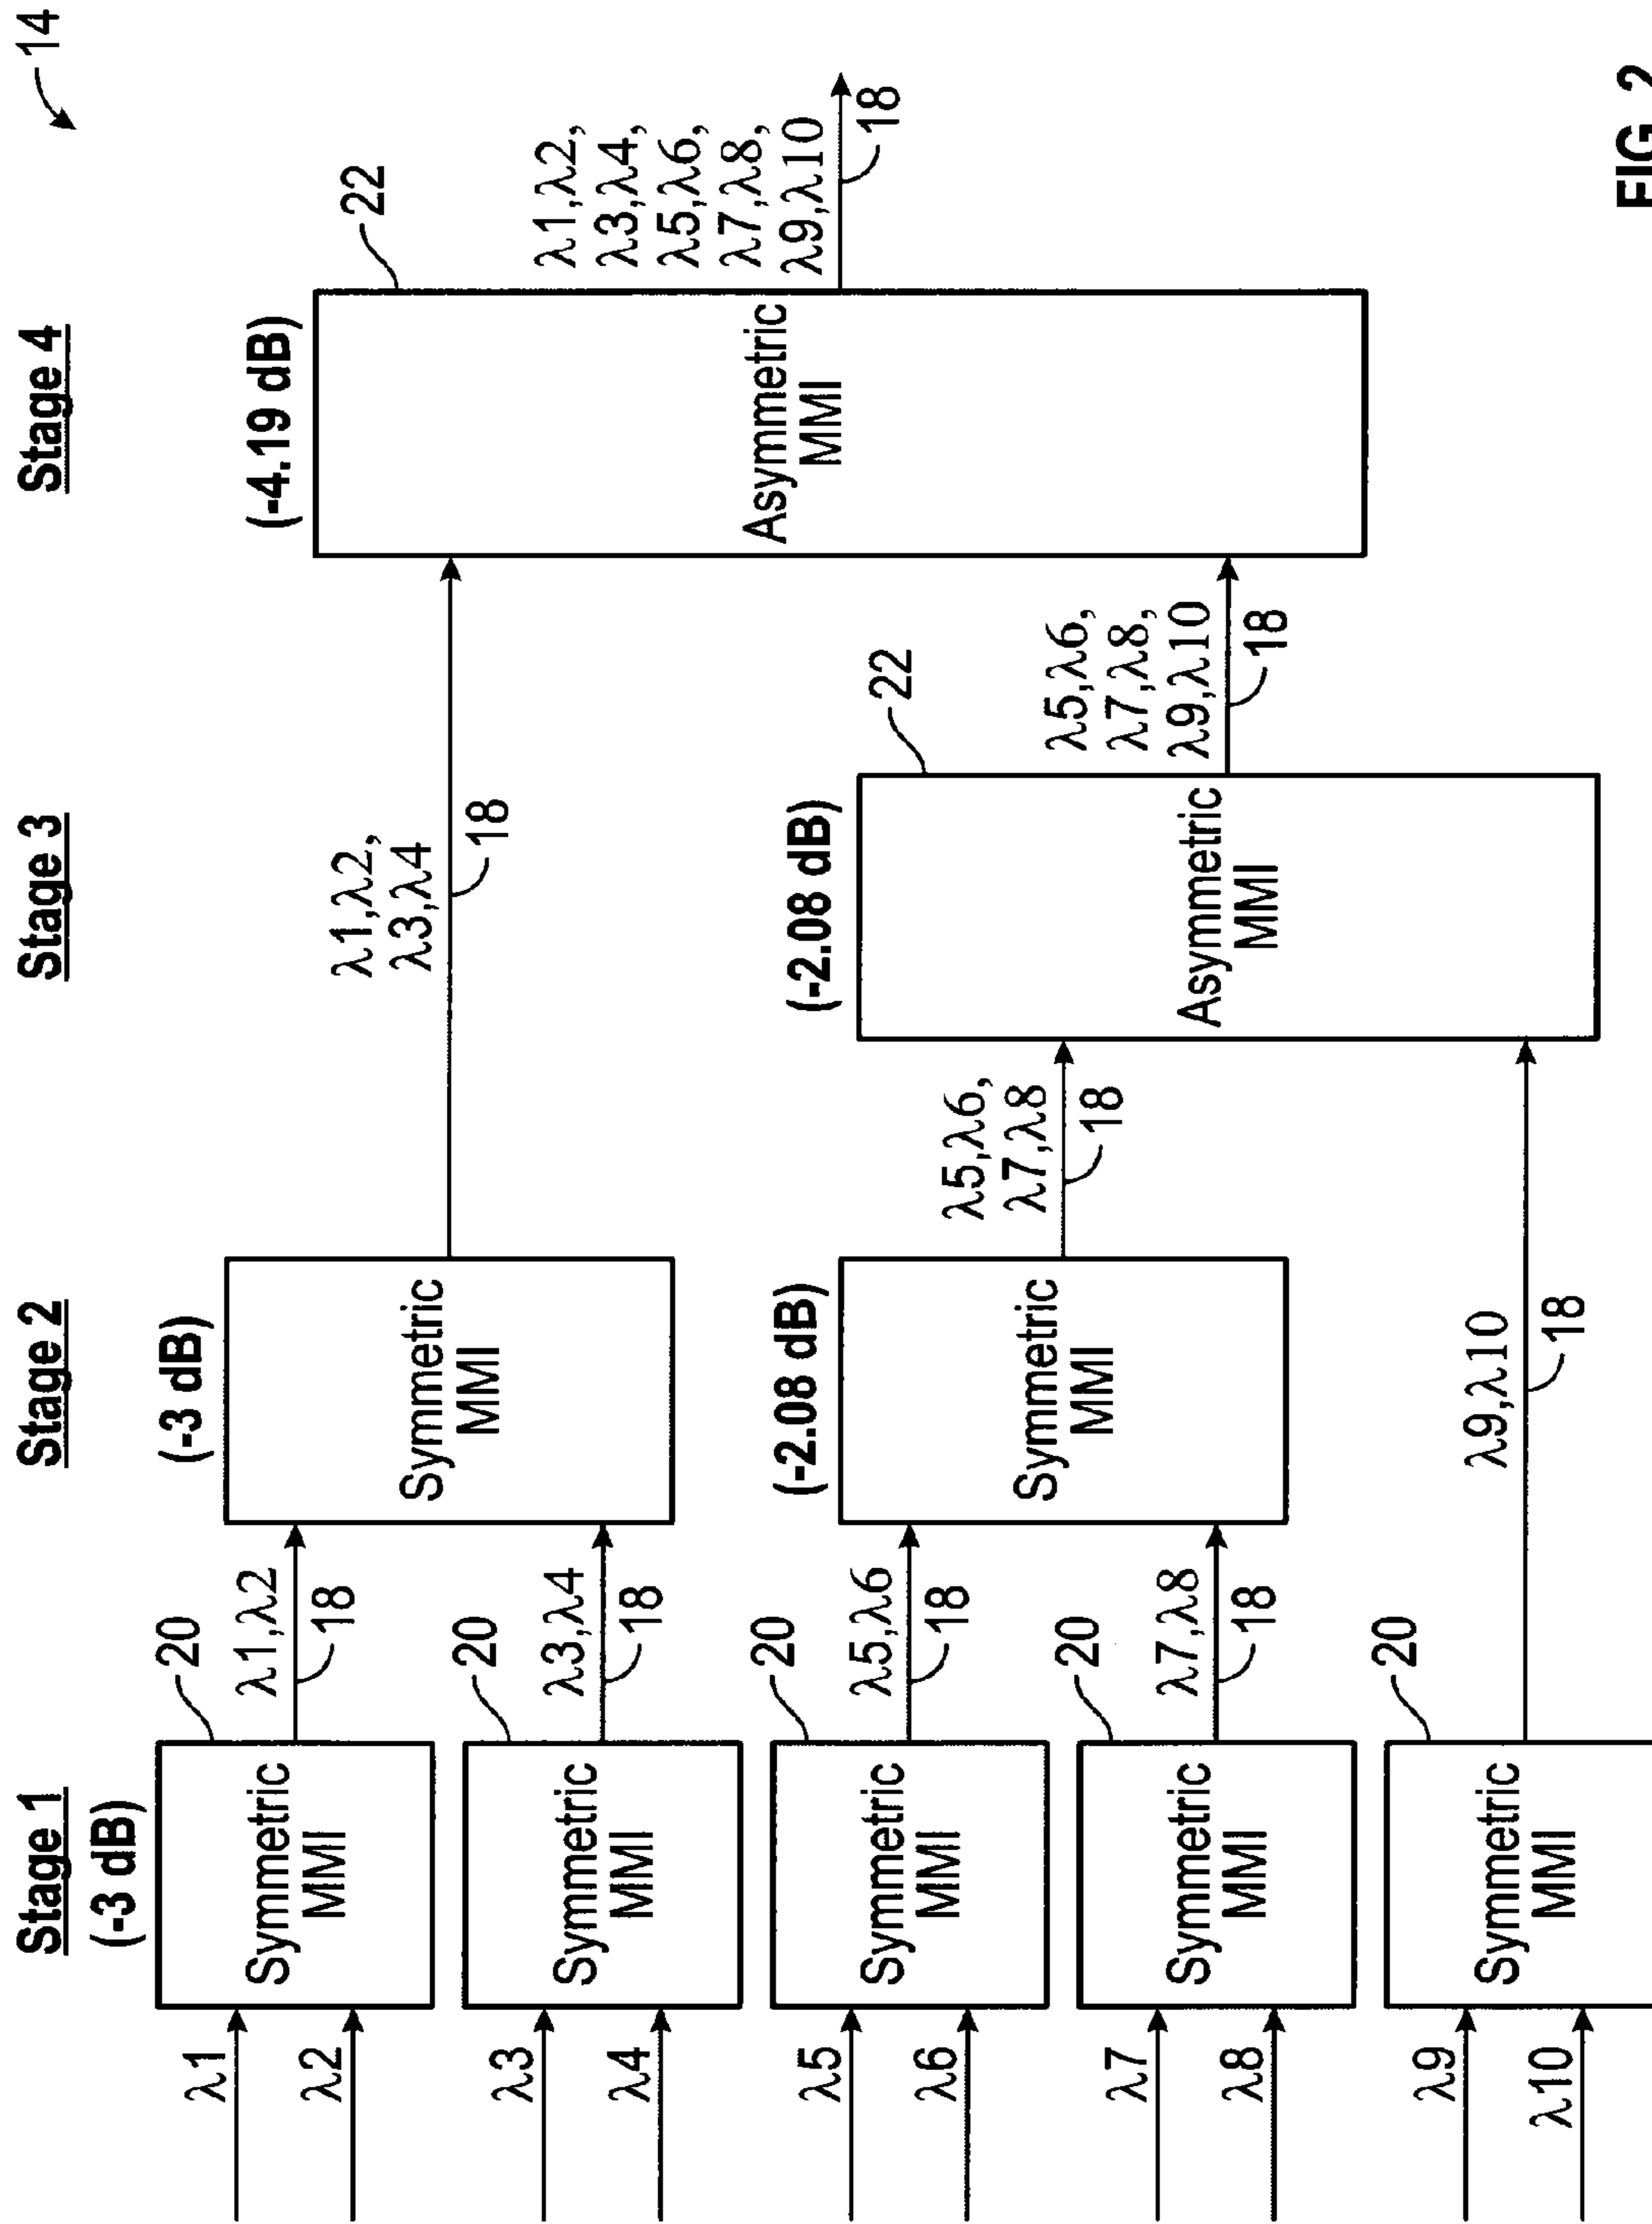 14
Stage 1
Stage 2
Stage 3
Stage 4
(-3 dB)
λ1
λ2
Symmetric
MMI
20
λ1,λ2
18
λ3
λ4
Symmetric
MMI
20
λ3,λ4
18
λ5
λ6
Symmetric
MMI
20
λ5,λ6
18
λ7
λ8
Symmetric
MMI
20
λ7,λ8
18
λ9
λ10
Symmetric
MMI
20
λ9,λ10
18
(-3 dB)
Symmetric
MMI
λ1,λ2,
λ3,λ4
18
(-2.08 dB)
Symmetric
MMI
λ5,λ6,
λ7,λ8
18
(-2.08 dB)
Asymmetric
MMI
22
λ5,λ6,
λ7,λ8,
λ9,λ10
18
(-4.19 dB)
Asymmetric
MMI
22
λ1,λ2,
λ3,λ4,
λ5,λ6,
λ7,λ8,
λ9,λ10
18
FIG. 2